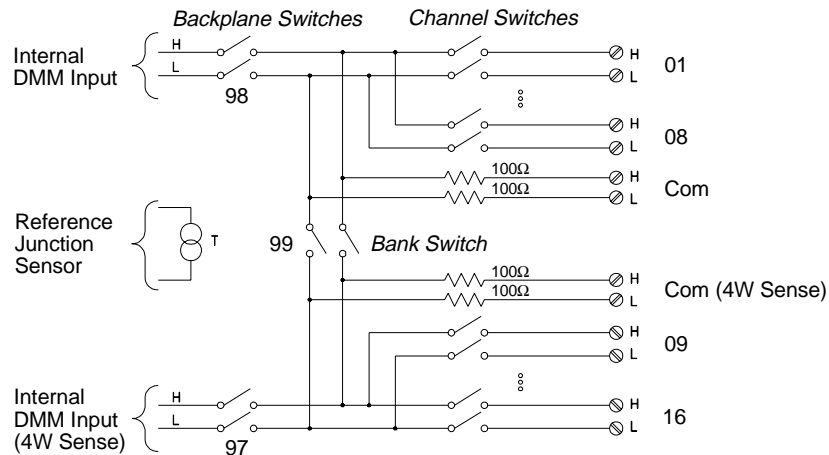 Backplane Switches
Channel Switches
Internal
DMM Input
H
L
98
H
L
01
H
L
08
100Ω
100Ω
H
L
Com
Reference
Junction
Sensor
T
99
Bank Switch
100Ω
100Ω
H
L
Com (4W Sense)
H
L
09
Internal
DMM Input
(4W Sense)
H
L
97
H
L
16